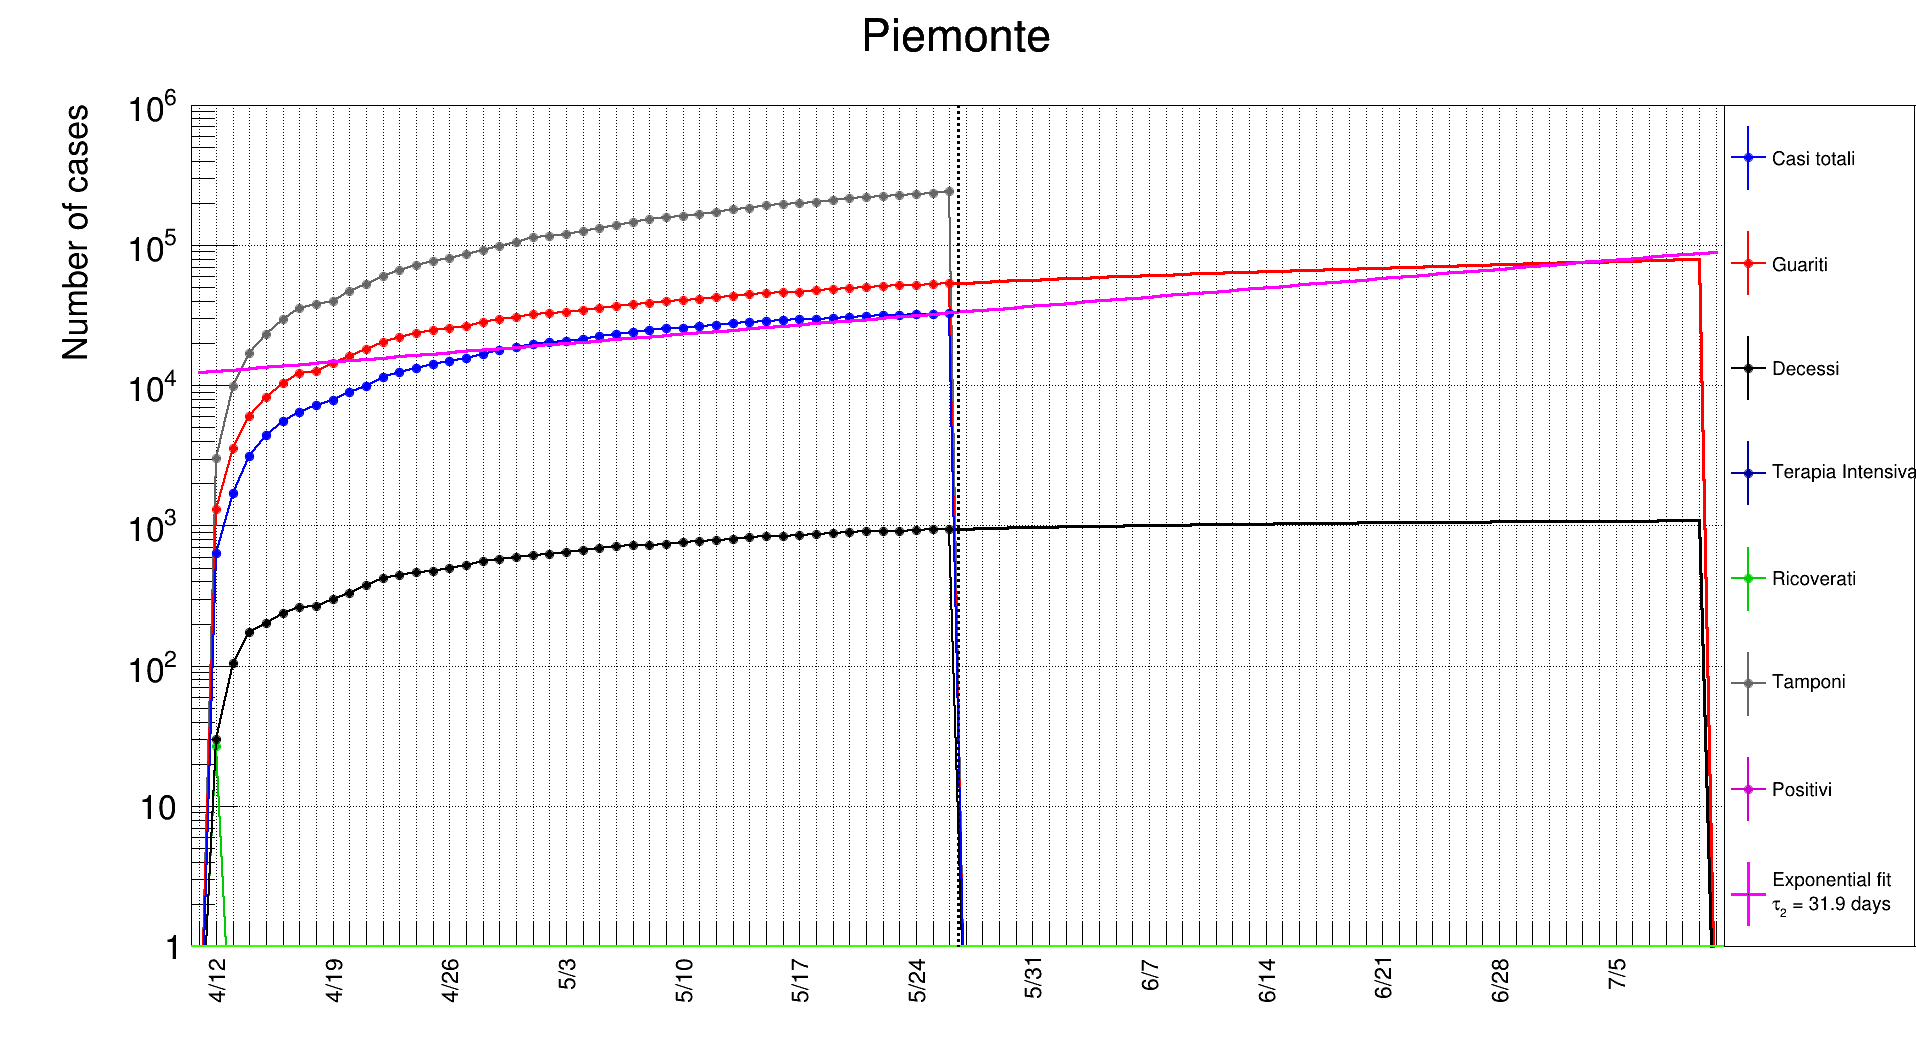 Piemonte
Number of cases
10^6
10^5
10^4
10^3
10^2
10
1
4/12 4/19 4/26 5/3 5/10 5/17 5/24 5/31 6/7 6/14 6/21 6/28 7/5
Casi totali
Guariti
Decessi
Terapia Intensiva
Ricoverati
Tamponi
Positivi
Exponential fit
τ_2 = 31.9 days